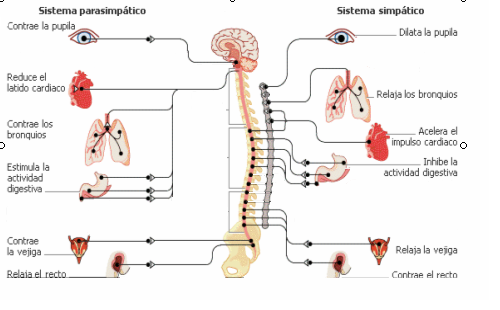 Sistema parasimpático
Contrae la pupila
Reduce el
latido cardiaco
Contrae los
bronquios
Estimula la
actividad
digestiva
Contrae
la vejiga
Relaja el recto
Sistema simpático
Dilata la pupila
Relaja los bronquios
Acelera el
impulso cardiaco
Inhibe la
actividad digestiva
Relaja la vejiga
Contrae el recto